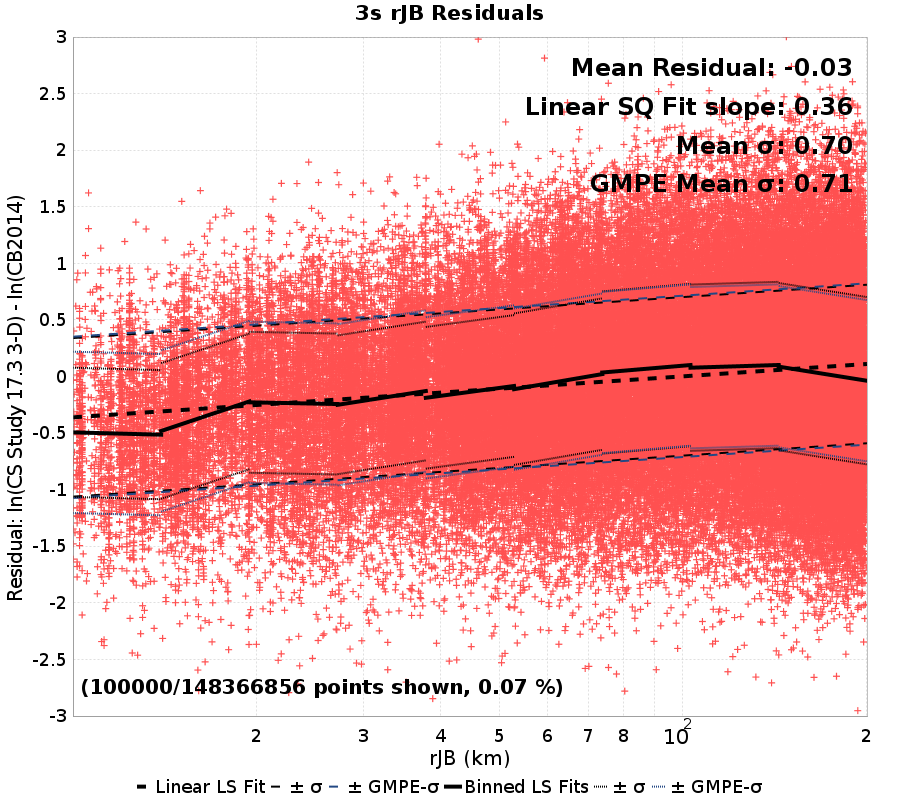 3s rJB Residuals
Mean Residual: -0.03
Linear SQ Fit slope: 0.36
Mean σ: 0.70
GMPE Mean σ: 0.71
3
2.5
2
1.5
1
0.5
0
-0.5
-1
-1.5
-2
-2.5
-3
Residual: ln(CS Study 17.3 3-D) - ln(CB2014)
(100000/148366856 points shown, 0.07 %)
2 3 4 5 6 7 8 10² 2
rJB (km)
Linear LS Fit ± σ ± GMPE-σ Binned LS Fits ± σ ± GMPE-σ